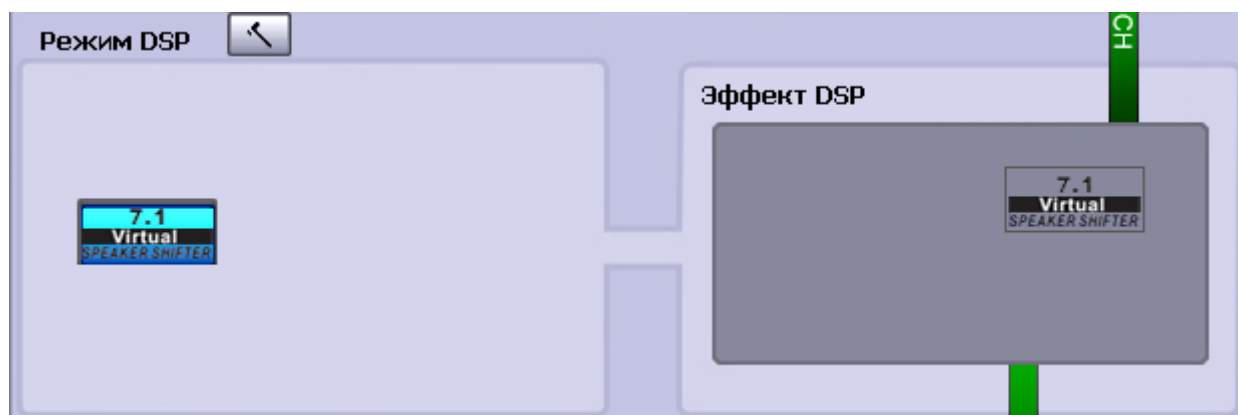 Режим DSP
CH
Эффект DSP
7.1
Virtual
SPEAKER SHIFTER
7.1
Virtual
SPEAKER SHIFTER